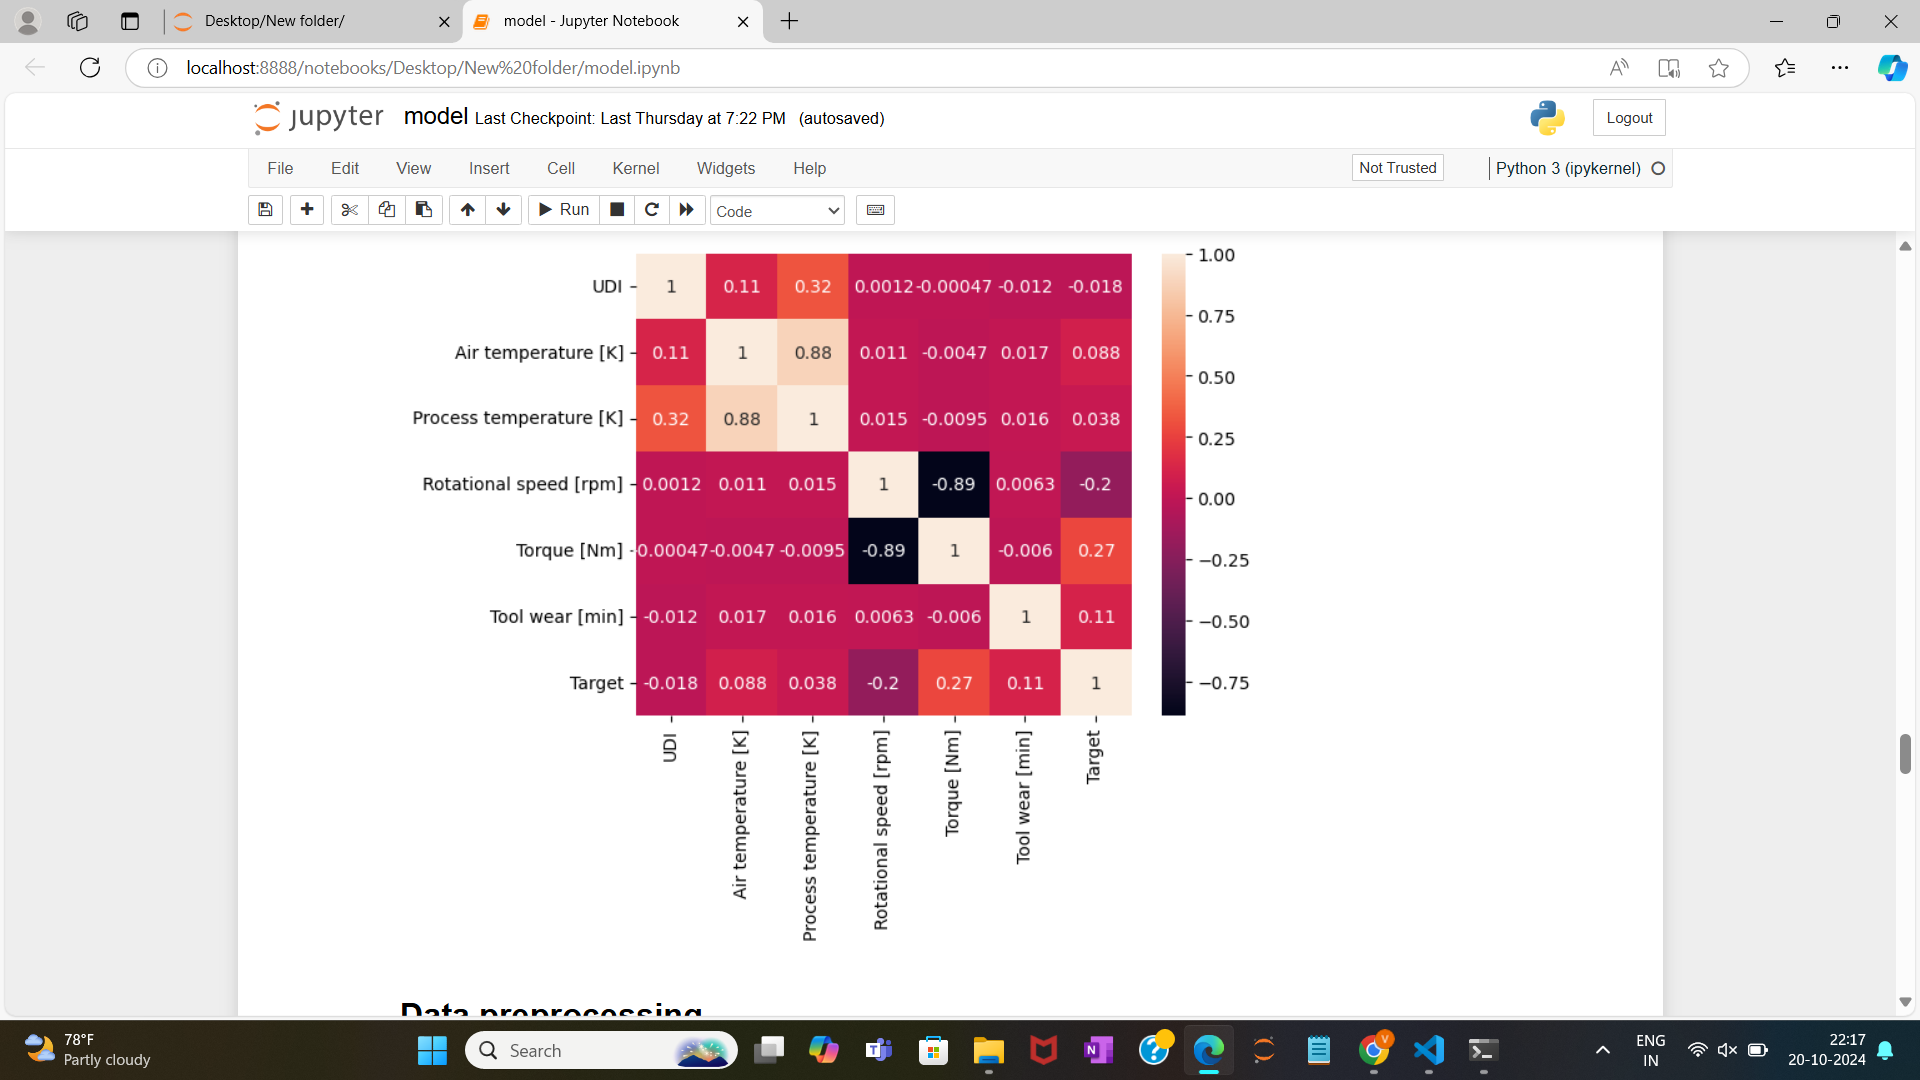 Desktop/New folder/
model - Jupyter Notebook
localhost:8888/notebooks/Desktop/New%20folder/model.ipynb
jupyter model Last Checkpoint: Last Thursday at 7:22 PM (autosaved)
Logout
File Edit View Insert Cell Kernel Widgets Help
Not Trusted
Python 3 (ipykernel)
Run
Code
UDI 1 0.11 0.32 0.0012 -0.00047 -0.012 -0.018
Air temperature [K] 0.11 1 0.88 0.011 -0.0047 0.017 0.088
Process temperature [K] 0.32 0.88 1 0.015 -0.0095 0.016 0.038
Rotational speed [rpm] 0.0012 0.011 0.015 1 -0.89 0.0063 -0.2
Torque [Nm] -0.00047 -0.0047 -0.0095 -0.89 1 -0.006 0.27
Tool wear [min] -0.012 0.017 0.016 0.0063 -0.006 1 0.11
Target -0.018 0.088 0.038 -0.2 0.27 0.11 1
UDI
Air temperature [K]
Process temperature [K]
Rotational speed [rpm]
Torque [Nm]
Tool wear [min]
Target
1.00
0.75
0.50
0.25
0.00
−0.25
−0.50
−0.75
Data preprocessing
78°F
Partly cloudy
Search
ENG
IN
22:17
20-10-2024